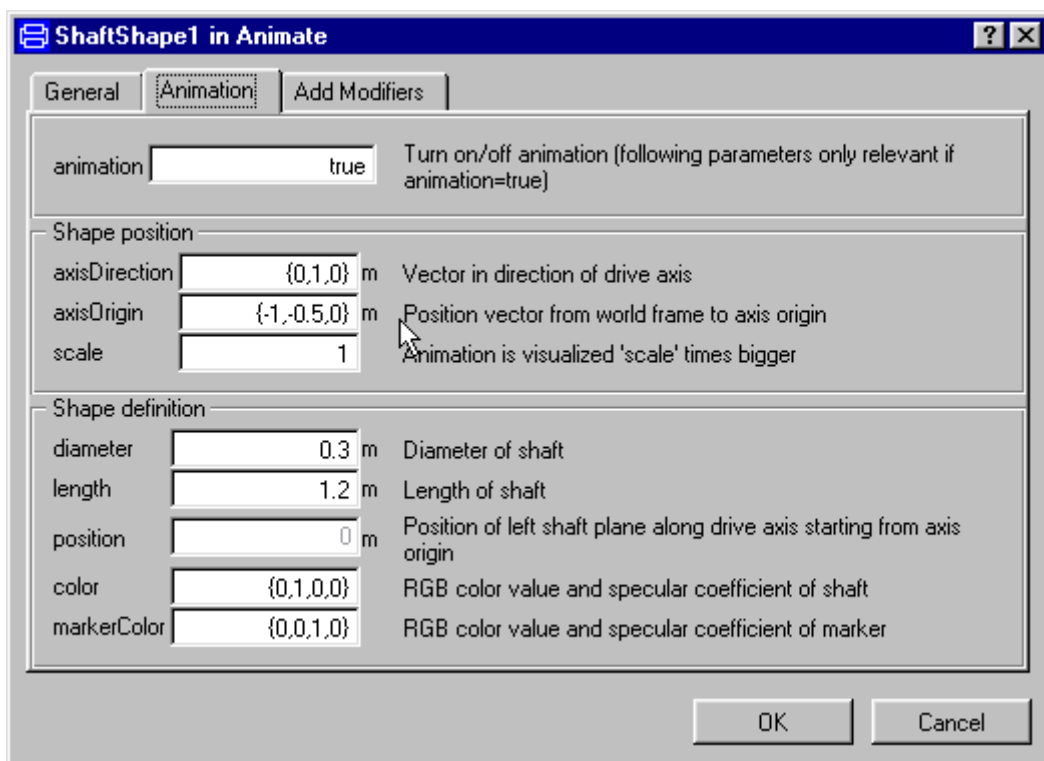 ShaftShape1 in Animate
General Animation Add Modifiers
animation true Turn on/off animation (following parameters only relevant if
animation=true)
Shape position
axisDirection {0,1,0} m Vector in direction of drive axis
axisOrigin {-1,-0.5,0} m Position vector from world frame to axis origin
scale 1 Animation is visualized 'scale' times bigger
Shape definition
diameter 0.3 m Diameter of shaft
length 1.2 m Length of shaft
position 0 m Position of left shaft plane along drive axis starting from axis
origin
color {0,1,0,0} RGB color value and specular coefficient of shaft
markerColor {0,0,1,0} RGB color value and specular coefficient of marker
OK Cancel